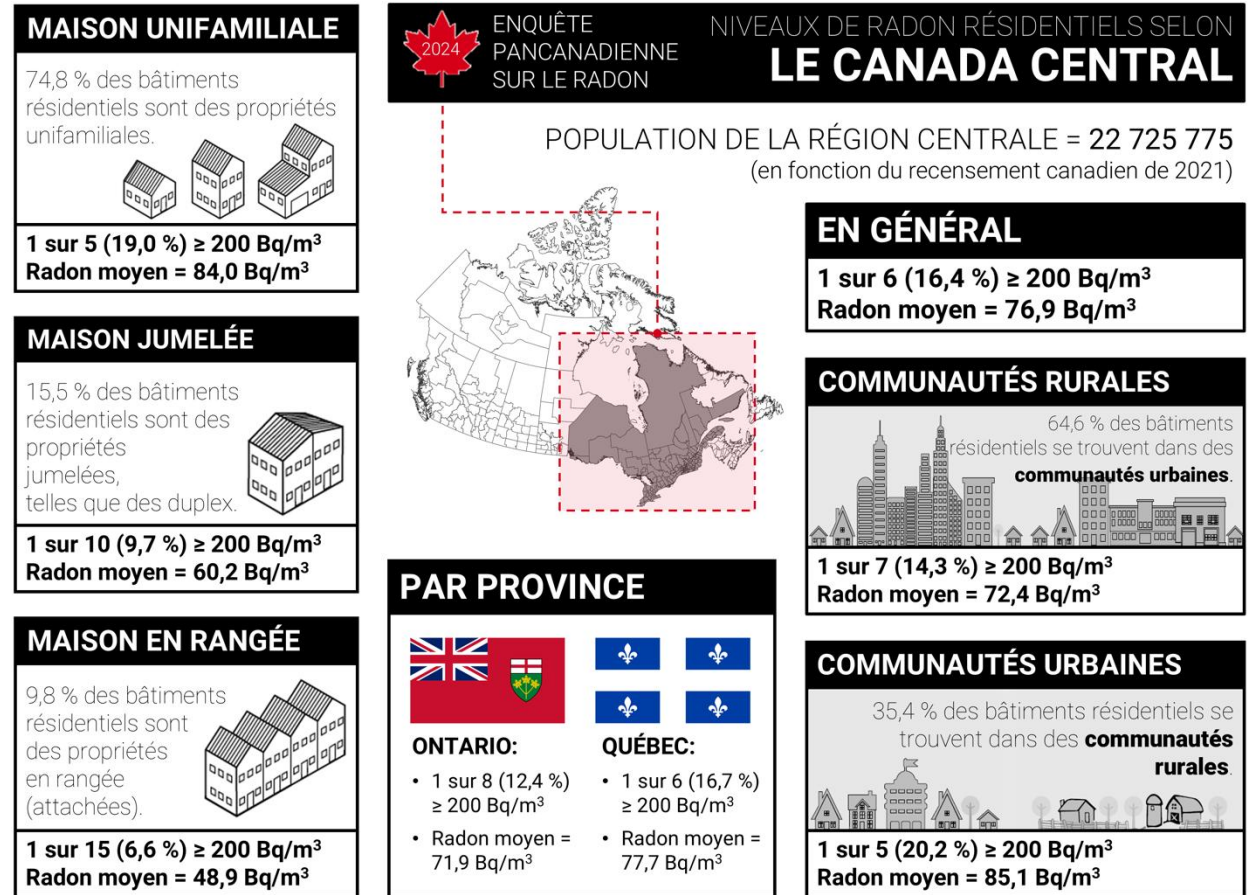 MAISON UNIFAMILIALE
74,8 % des bâtiments
résidentiels sont des propriétés
unifamiliales.
1 sur 5 (19,0 %) ≥ 200 Bq/m³
Radon moyen = 84,0 Bq/m³
MAISON JUMELÉE
15,5 % des bâtiments
résidentiels sont des
propriétés
jumelées,
telles que des duplex.
1 sur 10 (9,7 %) ≥ 200 Bq/m³
Radon moyen = 60,2 Bq/m³
MAISON EN RANGÉE
9,8 % des bâtiments
résidentiels sont
des propriétés
en rangée
(attachées).
1 sur 15 (6,6 %) ≥ 200 Bq/m³
Radon moyen = 48,9 Bq/m³
2024
ENQUÊTE
PANCANADIENNE
SUR LE RADON
NIVEAUX DE RADON RÉSIDENTIELS SELON
LE CANADA CENTRAL
POPULATION DE LA RÉGION CENTRALE = 22 725 775
(en fonction du recensement canadien de 2021)
PAR PROVINCE
ONTARIO:
• 1 sur 8 (12,4 %)
≥ 200 Bq/m³
• Radon moyen =
71,9 Bq/m³
QUÉBEC:
• 1 sur 6 (16,7 %)
≥ 200 Bq/m³
• Radon moyen =
77,7 Bq/m³
EN GÉNÉRAL
1 sur 6 (16,4 %) ≥ 200 Bq/m³
Radon moyen = 76,9 Bq/m³
COMMUNAUTÉS RURALES
64,6 % des bâtiments
résidentiels se trouvent dans des
communautés urbaines.
1 sur 7 (14,3 %) ≥ 200 Bq/m³
Radon moyen = 72,4 Bq/m³
COMMUNAUTÉS URBAINES
35,4 % des bâtiments résidentiels se
trouvent dans des communautés
rurales.
1 sur 5 (20,2 %) ≥ 200 Bq/m³
Radon moyen = 85,1 Bq/m³